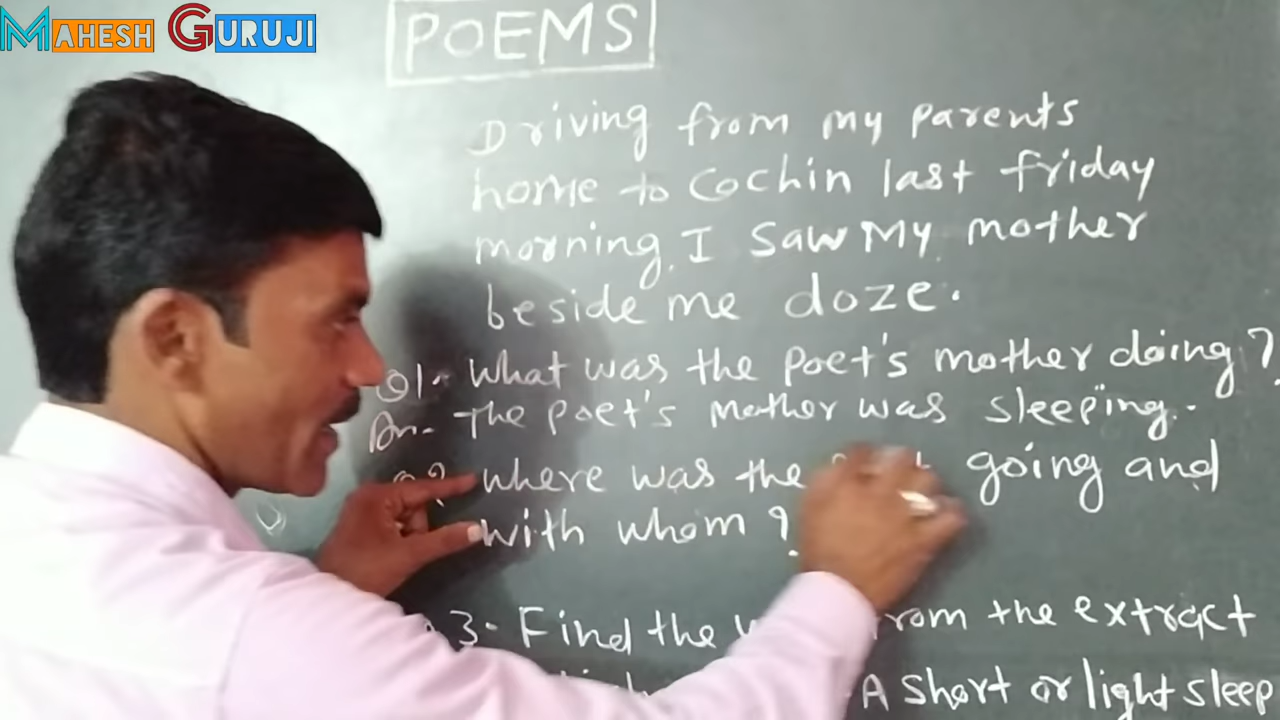 MAHESH GURUJI
POEMS
Driving from my parents
home to Cochin last friday
morning, I saw My mother
beside me doze.
Q1- What was the poet's mother doing?
An- The poet's mother was sleeping.
where was the going and
with whom?
3- Find the from the extract
A short or light sleep